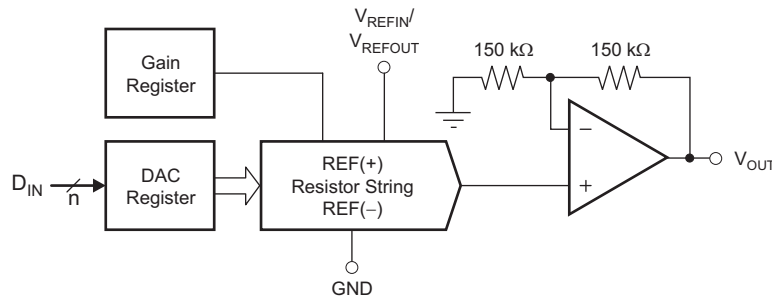 V_REFIN/
V_REFOUT
150 kΩ
150 kΩ
Gain
Register
REF(+)
Resistor String
REF(−)
DAC
Register
D_IN
n
−
+
V_OUT
GND